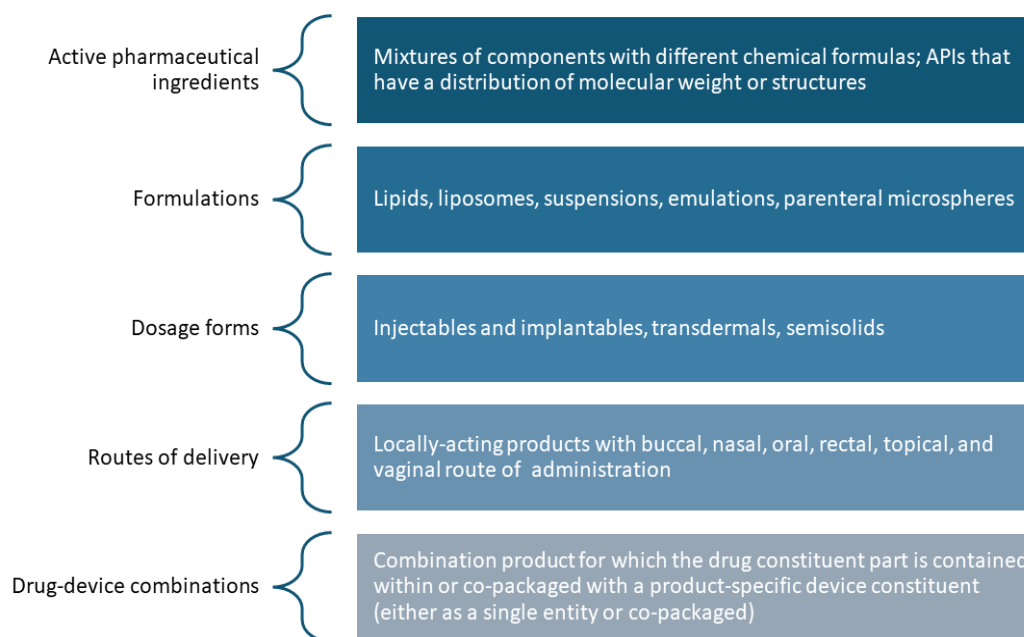 Active pharmaceutical
ingredients
Mixtures of components with different chemical formulas; APIs that
have a distribution of molecular weight or structures
Formulations
Lipids, liposomes, suspensions, emulations, parenteral microspheres
Dosage forms
Injectables and implantables, transdermals, semisolids
Routes of delivery
Locally-acting products with buccal, nasal, oral, rectal, topical, and
vaginal route of administration
Drug-device combinations
Combination product for which the drug constituent part is contained
within or co-packaged with a product-specific device constituent
(either as a single entity or co-packaged)